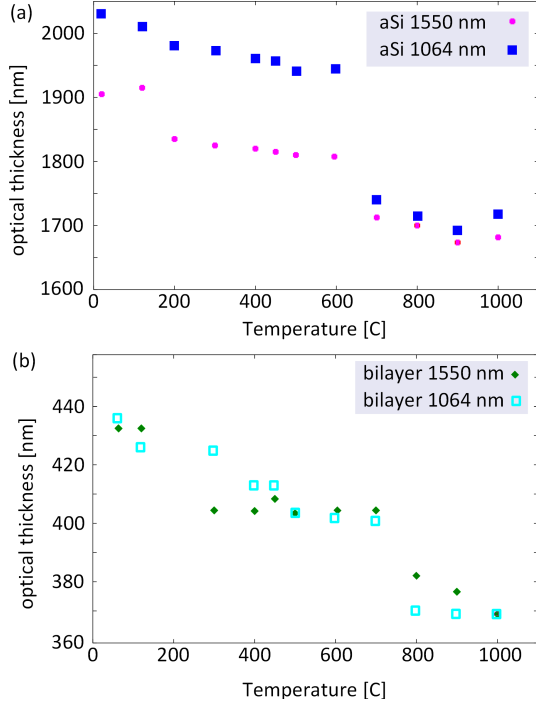 (a)
aSi 1550 nm
aSi 1064 nm
2000
1900
1800
1700
1600
optical thickness [nm]
0 200 400 600 800 1000
Temperature [C]
(b)
bilayer 1550 nm
bilayer 1064 nm
440
420
400
380
360
optical thickness [nm]
0 200 400 600 800 1000
Temperature [C]